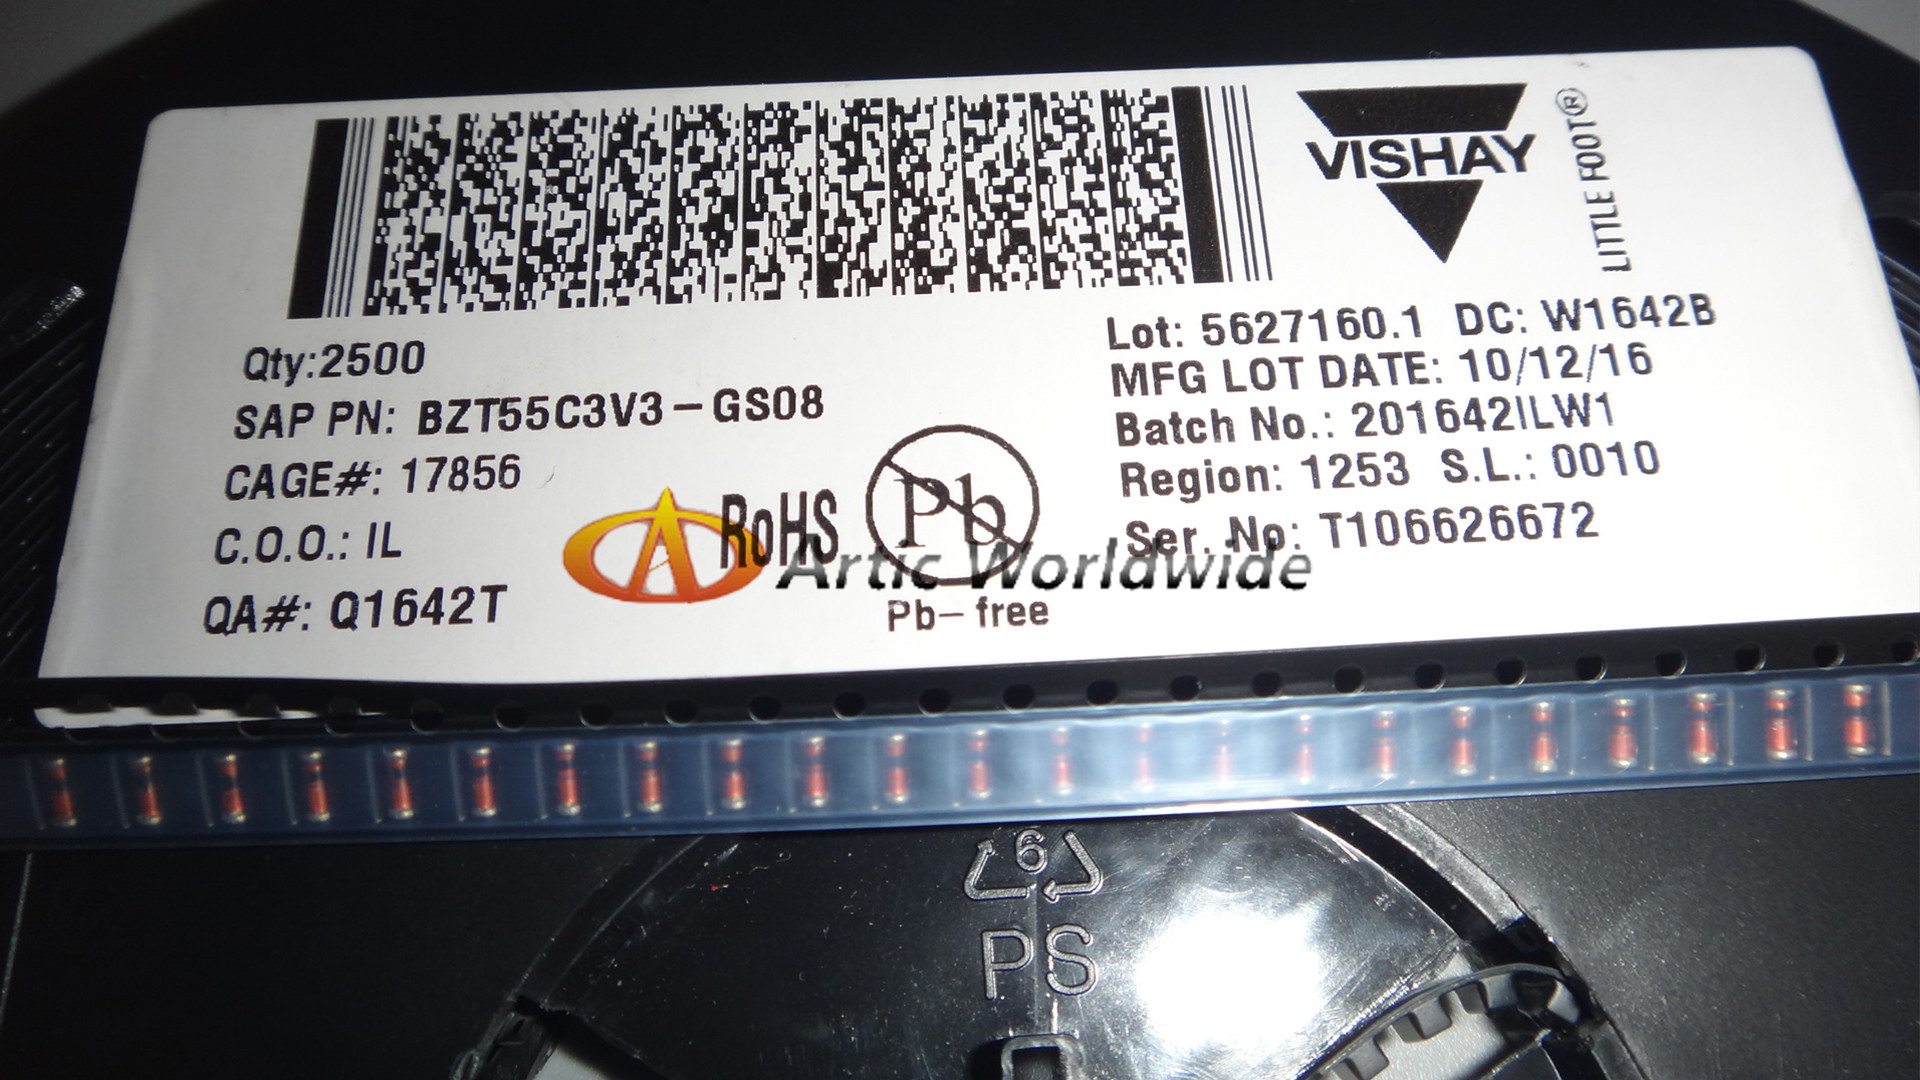 VISHAY
LITTLE FOOT®
Qty:2500
SAP PN: BZT55C3V3-GS08
CAGE#: 17856
C.O.O.: IL
QA#: Q1642T
RoHS
Pb
Pb-free
Lot: 5627160.1 DC: W1642B
MFG LOT DATE: 10/12/16
Batch No.: 201642ILW1
Region: 1253 S.L.: 0010
Ser. No: T106626672
Artic Worldwide
6
PS